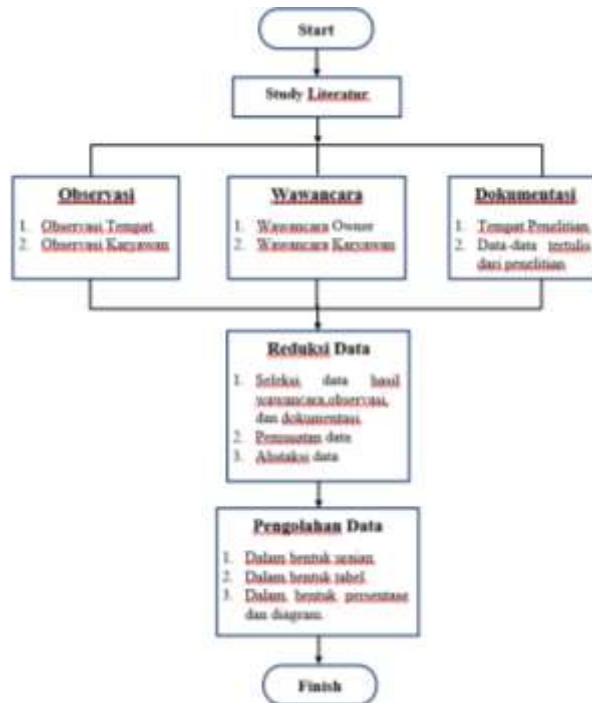 Start
Study Literatur
Observasi
1. Observasi Tempat
2. Observasi Karyawan
Wawancara
1. Wawancara Owner
2. Wawancara Karyawan
Dokumentasi
1. Tempat Penelitian
2. Data-data tertulis
dari penelitian
Reduksi Data
1. Seleksi data hasil
wawancara,observasi,
dan dokumentasi
2. data
3. Abstaksi data
Pengolahan Data
1. Dalam bentuk uraian
2. Dalam bentuk tabel
3. Dalam bentuk persentase
dan diagram.
Finish